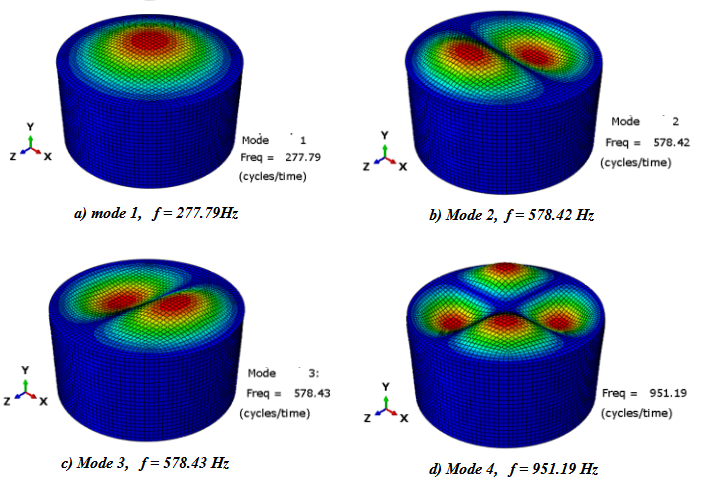 Y
Z
X
Mode 1
Freq = 277.79
(cycles/time)
a) mode 1, f = 277.79Hz
Y
Z
X
Mode 2
Freq = 578.42
(cycles/time)
b) Mode 2, f = 578.42 Hz
Y
Z
X
Mode 3:
Freq = 578.43
(cycles/time)
c) Mode 3, f = 578.43 Hz
Y
Z
X
Freq = 951.19
(cycles/time)
d) Mode 4, f = 951.19 Hz